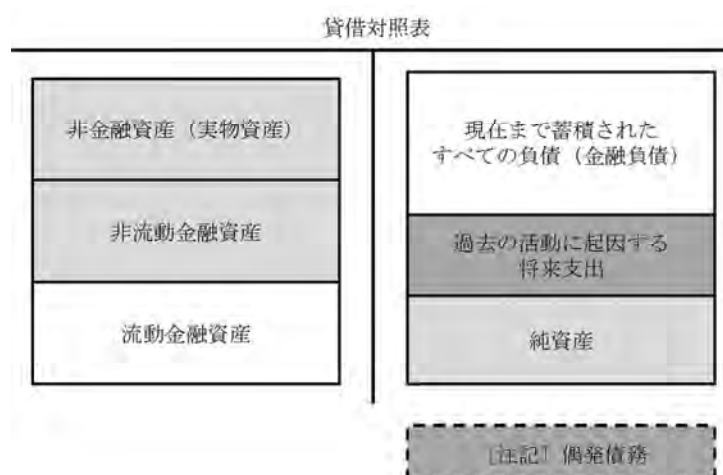 貸借対照表
非金融資産（実物資産）
非流動金融資産
流動金融資産
現在まで蓄積された
すべての負債（金融負債）
過去の活動に起因する
将来支出
純資産
［注記］偶発債務